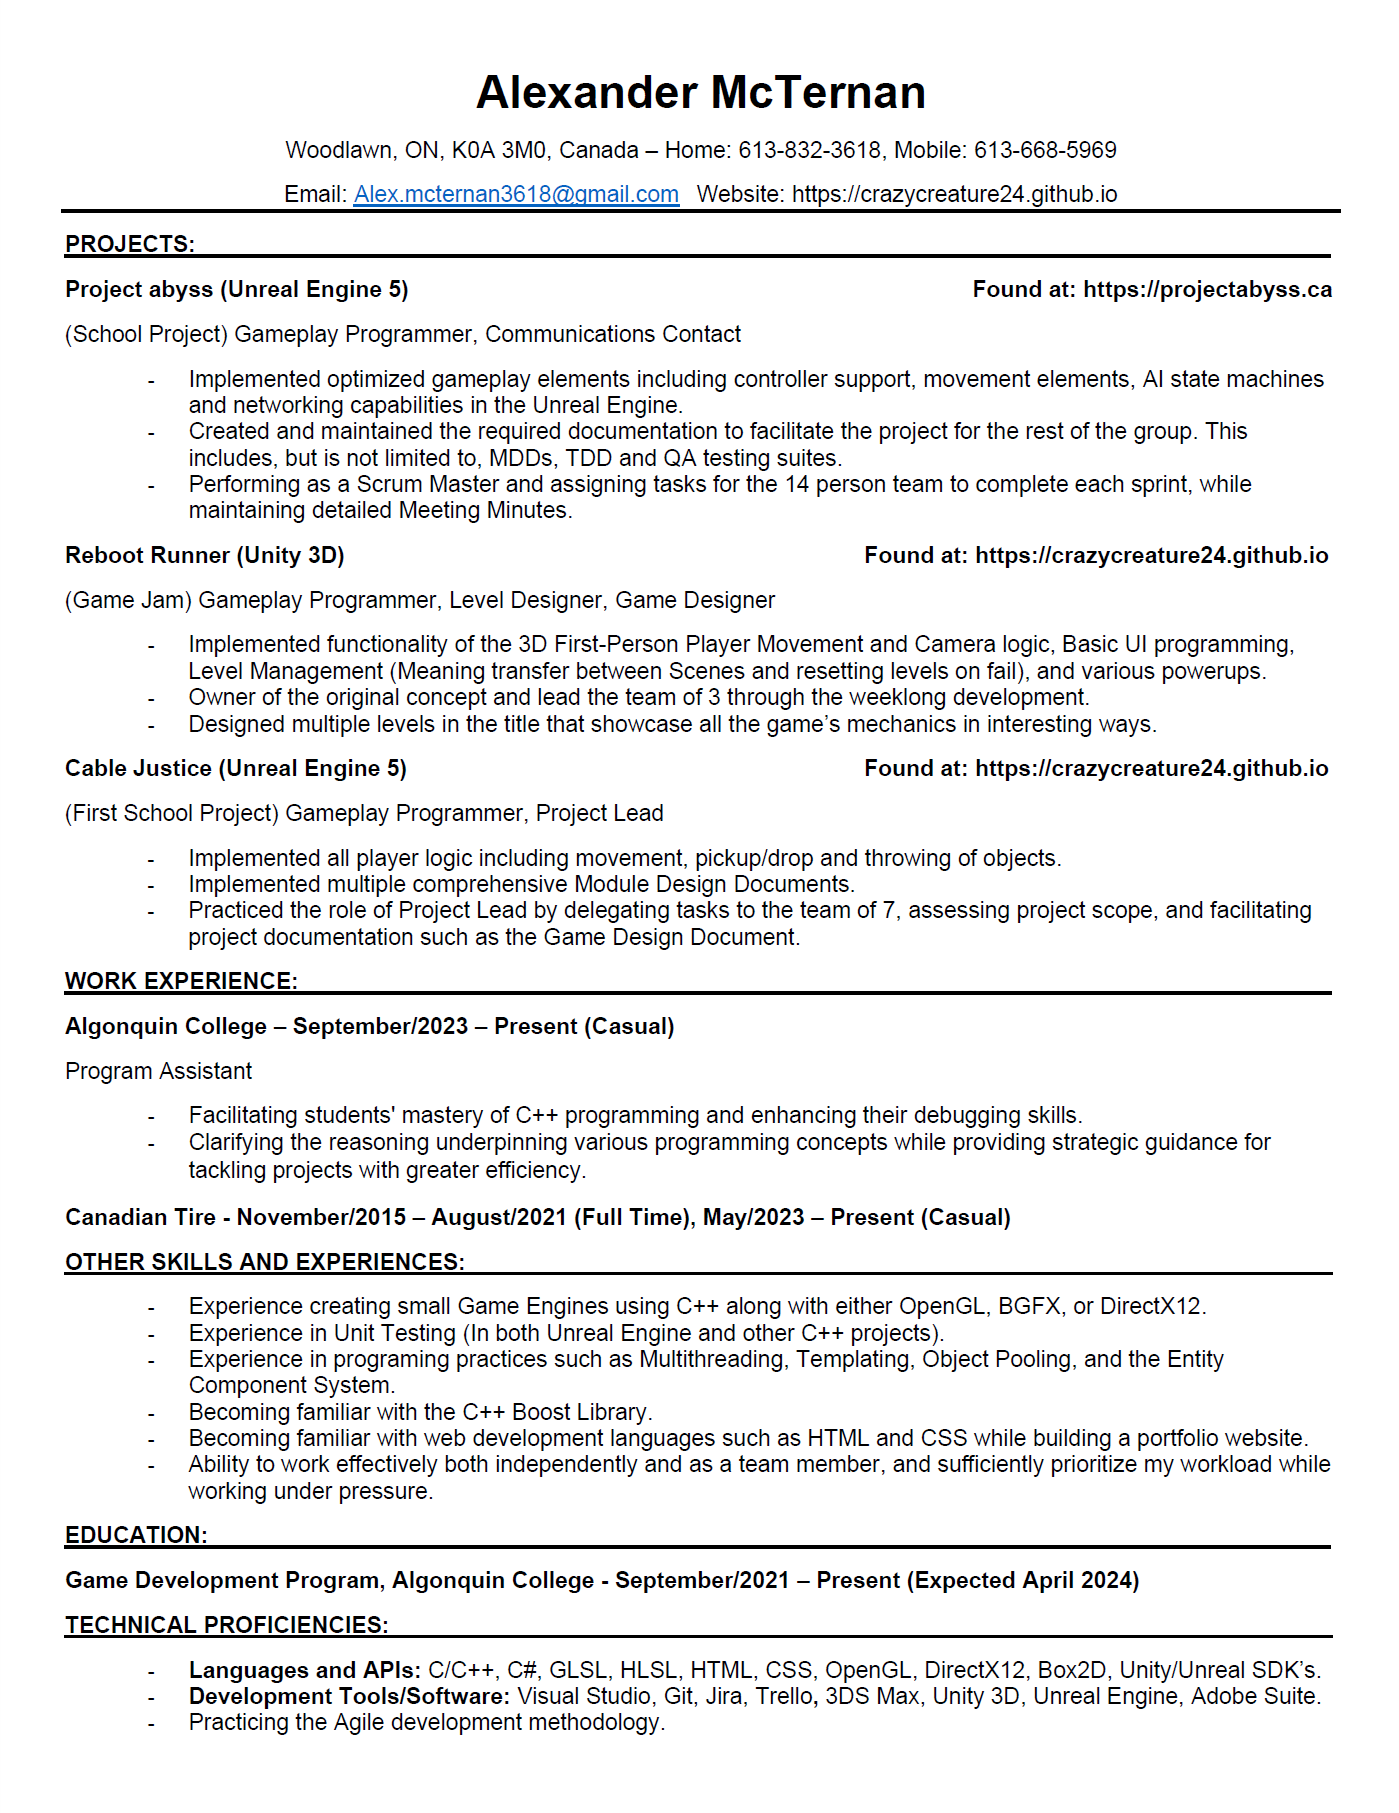 Alexander McTernan
Woodlawn, ON, K0A 3M0, Canada – Home: 613-832-3618, Mobile: 613-668-5969
Email: Alex.mcternan3618@gmail.com Website: https://crazycreature24.github.io
PROJECTS:
Project abyss (Unreal Engine 5) Found at: https://projectabyss.ca
(School Project) Gameplay Programmer, Communications Contact
- Implemented optimized gameplay elements including controller support, movement elements, AI state machines
and networking capabilities in the Unreal Engine.
- Created and maintained the required documentation to facilitate the project for the rest of the group. This
includes, but is not limited to, MDDs, TDD and QA testing suites.
- Performing as a Scrum Master and assigning tasks for the 14 person team to complete each sprint, while
maintaining detailed Meeting Minutes.
Reboot Runner (Unity 3D) Found at: https://crazycreature24.github.io
(Game Jam) Gameplay Programmer, Level Designer, Game Designer
- Implemented functionality of the 3D First-Person Player Movement and Camera logic, Basic UI programming,
Level Management (Meaning transfer between Scenes and resetting levels on fail), and various powerups.
- Owner of the original concept and lead the team of 3 through the weeklong development.
- Designed multiple levels in the title that showcase all the game’s mechanics in interesting ways.
Cable Justice (Unreal Engine 5) Found at: https://crazycreature24.github.io
(First School Project) Gameplay Programmer, Project Lead
- Implemented all player logic including movement, pickup/drop and throwing of objects.
- Implemented multiple comprehensive Module Design Documents.
- Practiced the role of Project Lead by delegating tasks to the team of 7, assessing project scope, and facilitating
project documentation such as the Game Design Document.
WORK EXPERIENCE:
Algonquin College – September/2023 – Present (Casual)
Program Assistant
- Facilitating students' mastery of C++ programming and enhancing their debugging skills.
- Clarifying the reasoning underpinning various programming concepts while providing strategic guidance for
tackling projects with greater efficiency.
Canadian Tire - November/2015 – August/2021 (Full Time), May/2023 – Present (Casual)
OTHER SKILLS AND EXPERIENCES:
- Experience creating small Game Engines using C++ along with either OpenGL, BGFX, or DirectX12.
- Experience in Unit Testing (In both Unreal Engine and other C++ projects).
- Experience in programing practices such as Multithreading, Templating, Object Pooling, and the Entity
Component System.
- Becoming familiar with the C++ Boost Library.
- Becoming familiar with web development languages such as HTML and CSS while building a portfolio website.
- Ability to work effectively both independently and as a team member, and sufficiently prioritize my workload while
working under pressure.
EDUCATION:
Game Development Program, Algonquin College - September/2021 – Present (Expected April 2024)
TECHNICAL PROFICIENCIES:
- Languages and APIs: C/C++, C#, GLSL, HLSL, HTML, CSS, OpenGL, DirectX12, Box2D, Unity/Unreal SDK’s.
- Development Tools/Software: Visual Studio, Git, Jira, Trello, 3DS Max, Unity 3D, Unreal Engine, Adobe Suite.
- Practicing the Agile development methodology.